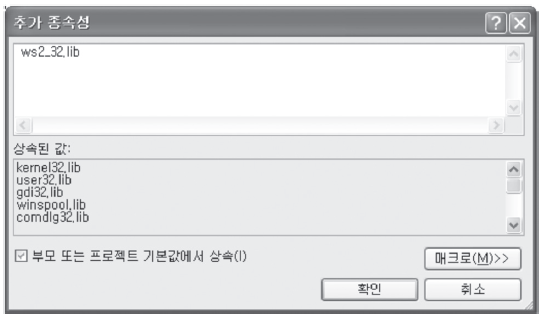 추가 종속성
ws2_32.lib
상속된 값:
kernel32.lib
user32.lib
gdi32.lib
winspool.lib
comdlg32.lib
부모 또는 프로젝트 기본값에서 상속(I)
매크로(M)>>
확인
취소